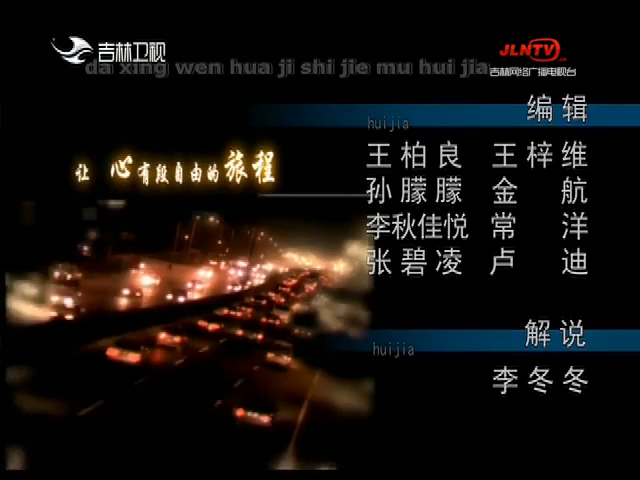 吉林卫视
JLNTV
da xing wen hua ji shi jie mu hui jia
吉林网络广播电视台
编辑
huijia
王柏良 王梓维
让 心有段自由的旅程
孙朦朦 金航
李秋佳悦 常洋
张碧凌 卢迪
解说
huijia
李冬冬